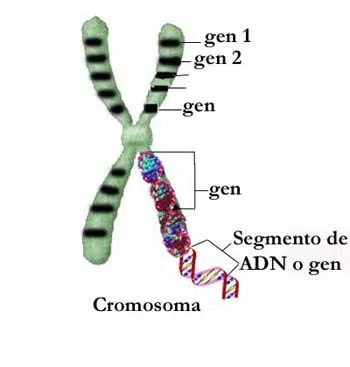 gen 1
gen 2
gen
gen
Segmento de
ADN o gen
Cromosoma